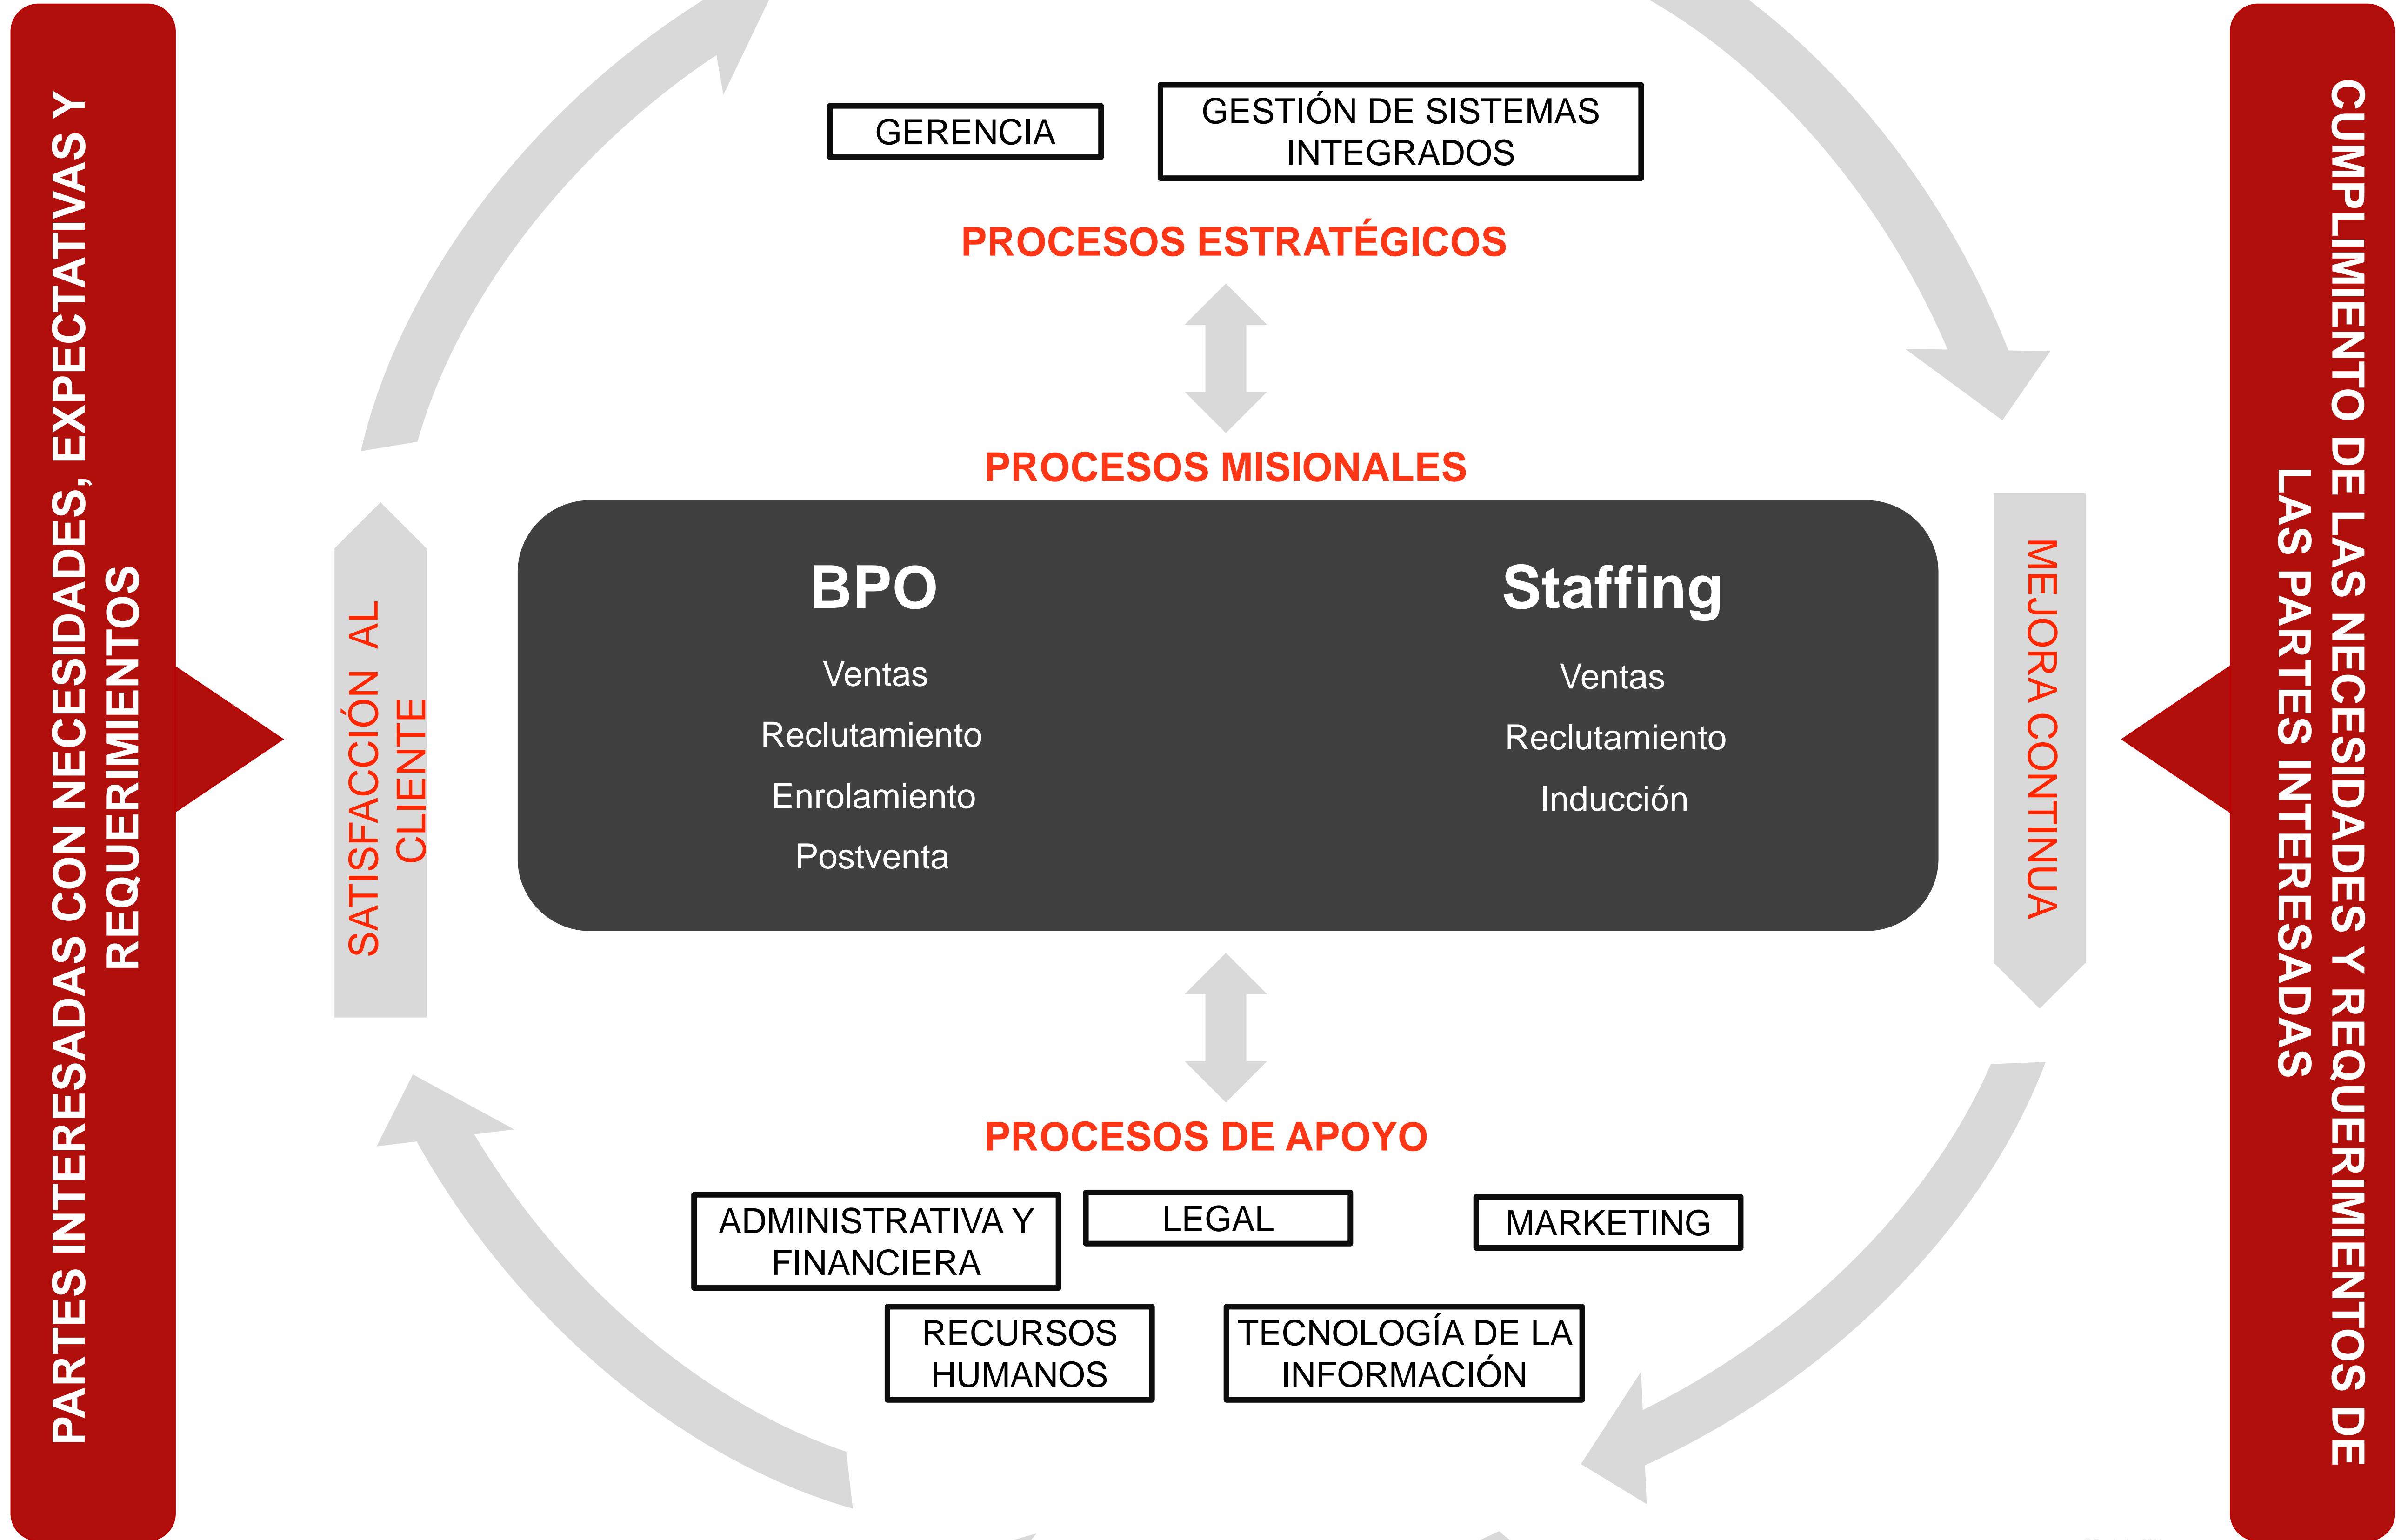 PARTES INTERESADAS CON NECESIDADES, EXPECTATIVAS Y
REQUERIMIENTOS
GERENCIA
GESTIÓN DE SISTEMAS
INTEGRADOS
PROCESOS ESTRATÉGICOS
PROCESOS MISIONALES
SATISFACCIÓN AL
CLIENTE
BPO
Ventas
Reclutamiento
Enrolamiento
Postventa
Staffing
Ventas
Reclutamiento
Inducción
MEJORA CONTINUA
PROCESOS DE APOYO
ADMINISTRATIVA Y
FINANCIERA
LEGAL
MARKETING
RECURSOS
HUMANOS
TECNOLOGÍA DE LA
INFORMACIÓN
CUMPLIMIENTO DE LAS NECESIDADES Y REQUERIMIENTOS DE
LAS PARTES INTERESADAS